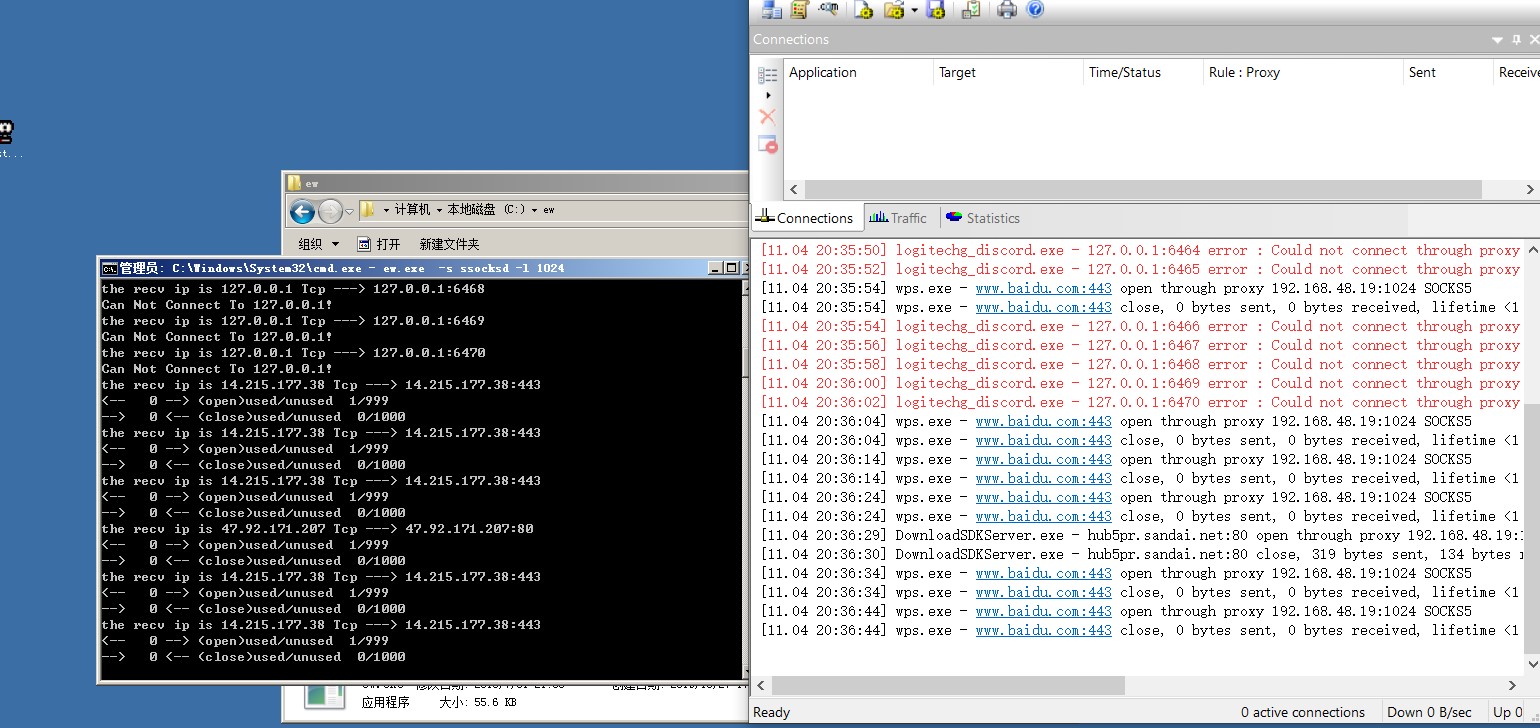 st...
ew
计算机 本地磁盘 (C:) ew
组织 打开 新建文件夹
管理员: C:\Windows\System32\cmd.exe - ew.exe  -s ssocksd -l 1024
the recv ip is 127.0.0.1 Tcp ---> 127.0.0.1:6468
Can Not Connect To 127.0.0.1!
the recv ip is 127.0.0.1 Tcp ---> 127.0.0.1:6469
Can Not Connect To 127.0.0.1!
the recv ip is 127.0.0.1 Tcp ---> 127.0.0.1:6470
Can Not Connect To 127.0.0.1!
the recv ip is 14.215.177.38 Tcp ---> 14.215.177.38:443
<--   0 --> (open)used/unused  1/999
-->   0 <-- (close)used/unused  0/1000
the recv ip is 14.215.177.38 Tcp ---> 14.215.177.38:443
<--   0 --> (open)used/unused  1/999
-->   0 <-- (close)used/unused  0/1000
the recv ip is 14.215.177.38 Tcp ---> 14.215.177.38:443
<--   0 --> (open)used/unused  1/999
-->   0 <-- (close)used/unused  0/1000
the recv ip is 47.92.171.207 Tcp ---> 47.92.171.207:80
<--   0 --> (open)used/unused  1/999
-->   0 <-- (close)used/unused  0/1000
the recv ip is 14.215.177.38 Tcp ---> 14.215.177.38:443
<--   0 --> (open)used/unused  1/999
-->   0 <-- (close)used/unused  0/1000
the recv ip is 14.215.177.38 Tcp ---> 14.215.177.38:443
<--   0 --> (open)used/unused  1/999
-->   0 <-- (close)used/unused  0/1000
应用程序 大小: 55.6 KB
.com
Connections
Application Target Time/Status Rule : Proxy Sent Receive
Connections Traffic Statistics
[11.04 20:35:50] logitechg_discord.exe - 127.0.0.1:6464 error : Could not connect through proxy
[11.04 20:35:52] logitechg_discord.exe - 127.0.0.1:6465 error : Could not connect through proxy
[11.04 20:35:54] wps.exe - www.baidu.com:443 open through proxy 192.168.48.19:1024 SOCKS5
[11.04 20:35:54] wps.exe - www.baidu.com:443 close, 0 bytes sent, 0 bytes received, lifetime <1
[11.04 20:35:54] logitechg_discord.exe - 127.0.0.1:6466 error : Could not connect through proxy
[11.04 20:35:56] logitechg_discord.exe - 127.0.0.1:6467 error : Could not connect through proxy
[11.04 20:35:58] logitechg_discord.exe - 127.0.0.1:6468 error : Could not connect through proxy
[11.04 20:36:00] logitechg_discord.exe - 127.0.0.1:6469 error : Could not connect through proxy
[11.04 20:36:02] logitechg_discord.exe - 127.0.0.1:6470 error : Could not connect through proxy
[11.04 20:36:04] wps.exe - www.baidu.com:443 open through proxy 192.168.48.19:1024 SOCKS5
[11.04 20:36:04] wps.exe - www.baidu.com:443 close, 0 bytes sent, 0 bytes received, lifetime <1
[11.04 20:36:14] wps.exe - www.baidu.com:443 open through proxy 192.168.48.19:1024 SOCKS5
[11.04 20:36:14] wps.exe - www.baidu.com:443 close, 0 bytes sent, 0 bytes received, lifetime <1
[11.04 20:36:24] wps.exe - www.baidu.com:443 open through proxy 192.168.48.19:1024 SOCKS5
[11.04 20:36:24] wps.exe - www.baidu.com:443 close, 0 bytes sent, 0 bytes received, lifetime <1
[11.04 20:36:29] DownloadSDKServer.exe - hub5pr.sandai.net:80 open through proxy 192.168.48.19:1
[11.04 20:36:30] DownloadSDKServer.exe - hub5pr.sandai.net:80 close, 319 bytes sent, 134 bytes r
[11.04 20:36:34] wps.exe - www.baidu.com:443 open through proxy 192.168.48.19:1024 SOCKS5
[11.04 20:36:34] wps.exe - www.baidu.com:443 close, 0 bytes sent, 0 bytes received, lifetime <1
[11.04 20:36:44] wps.exe - www.baidu.com:443 open through proxy 192.168.48.19:1024 SOCKS5
[11.04 20:36:44] wps.exe - www.baidu.com:443 close, 0 bytes sent, 0 bytes received, lifetime <1
Ready 0 active connections Down 0 B/sec Up 0